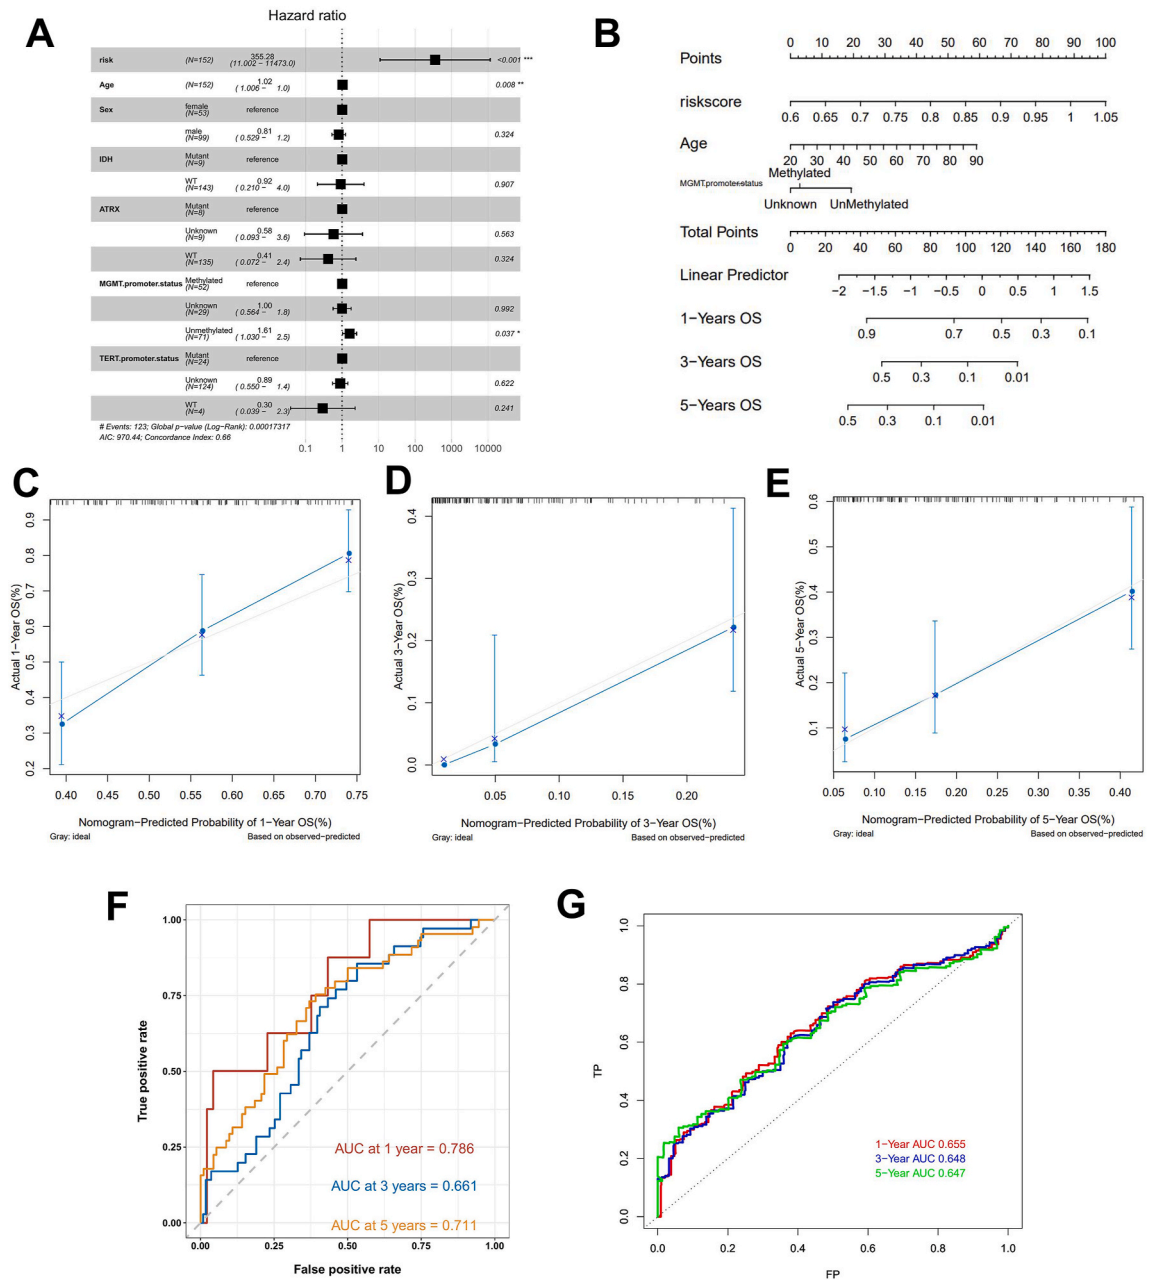 A
Hazard ratio
risk (N=152) 355.28 (11.002 − 11473.0) <0.001 ***
Age (N=152) 1.02 (1.006 − 1.0) 0.008 **
Sex female (N=53) reference
male (N=99) 0.81 (0.529 − 1.2) 0.324
IDH Mutant (N=9) reference
WT (N=143) 0.92 (0.210 − 4.0) 0.907
ATRX Mutant (N=8) reference
Unknown (N=9) 0.58 (0.093 − 3.6) 0.563
WT (N=135) 0.41 (0.072 − 2.4) 0.324
MGMT.promoter.status Methylated (N=52) reference
Unknown (N=29) 1.00 (0.564 − 1.8) 0.992
Unmethylated (N=71) 1.61 (1.030 − 2.5) 0.037 *
TERT.promoter.status Mutant (N=24) reference
Unknown (N=124) 0.89 (0.550 − 1.4) 0.622
WT (N=4) 0.30 (0.039 − 2.3) 0.241
# Events: 123; Global p−value (Log−Rank): 0.00017317
AIC: 970.44; Concordance Index: 0.66
0.1 1 10 100 1000 10000
B
Points 0 10 20 30 40 50 60 70 80 90 100
riskscore 0.6 0.65 0.7 0.75 0.8 0.85 0.9 0.95 1 1.05
Age 20 30 40 50 60 70 80 90
Methylated
MGMT.promoter.status
Unknown UnMethylated
Total Points 0 20 40 60 80 100 120 140 160 180
Linear Predictor −2 −1.5 −1 −0.5 0 0.5 1 1.5
1−Years OS 0.9 0.7 0.5 0.3 0.1
3−Years OS 0.5 0.3 0.1 0.01
5−Years OS 0.5 0.3 0.1 0.01
C
Actual 1−Year OS(%)
0.9
0.8
0.7
0.6
0.5
0.4
0.3
0.2
0.40 0.45 0.50 0.55 0.60 0.65 0.70 0.75
Nomogram−Predicted Probability of 1−Year OS(%)
Gray: ideal Based on observed−predicted
D
Actual 3−Year OS(%)
0.4
0.3
0.2
0.1
0.0
0.05 0.10 0.15 0.20
Nomogram−Predicted Probability of 3−Year OS(%)
Gray: ideal Based on observed−predicted
E
Actual 5−Year OS(%)
0.6
0.5
0.4
0.3
0.2
0.1
0.05 0.10 0.15 0.20 0.25 0.30 0.35 0.40
Nomogram−Predicted Probability of 5−Year OS(%)
Gray: ideal Based on observed−predicted
F
True positive rate
1.00
0.75
0.50
0.25
0.00
AUC at 1 year = 0.786
AUC at 3 years = 0.661
AUC at 5 years = 0.711
0.00 0.25 0.50 0.75 1.00
False positive rate
G
TP
1.0
0.8
0.6
0.4
0.2
0.0
1-Year AUC 0.655
3-Year AUC 0.648
5-Year AUC 0.647
0.0 0.2 0.4 0.6 0.8 1.0
FP